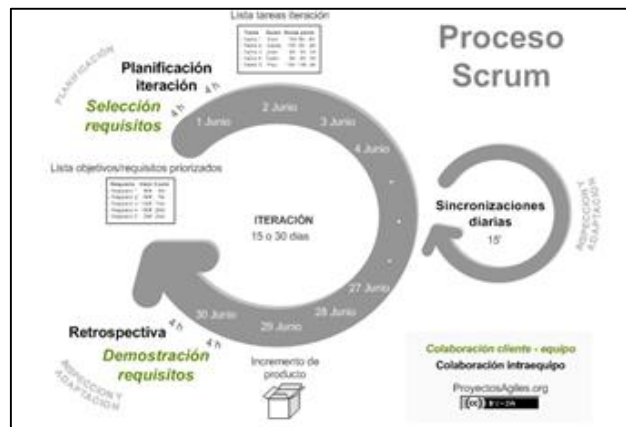 Lista tareas iteración
Proceso
Scrum
PLANIFICACIÓN
Planificación
iteración
Selección
requisitos
4 h
4 h
1 Junio
2 Junio
3 Junio
4 Junio
Lista objetivos/requisitos priorizados
ITERACIÓN
15 o 30 días
Sincronizaciones
diarias
15'
INSPECCIÓN Y
ADAPTACIÓN
27 Junio
28 Junio
29 Junio
30 Junio
4 h
4 h
Retrospectiva
Demostración
requisitos
INSPECCIÓN Y
ADAPTACIÓN
Incremento de
producto
Colaboración cliente - equipo
Colaboración intraequipo
ProyectosAgiles.org
(cc) BY-SA